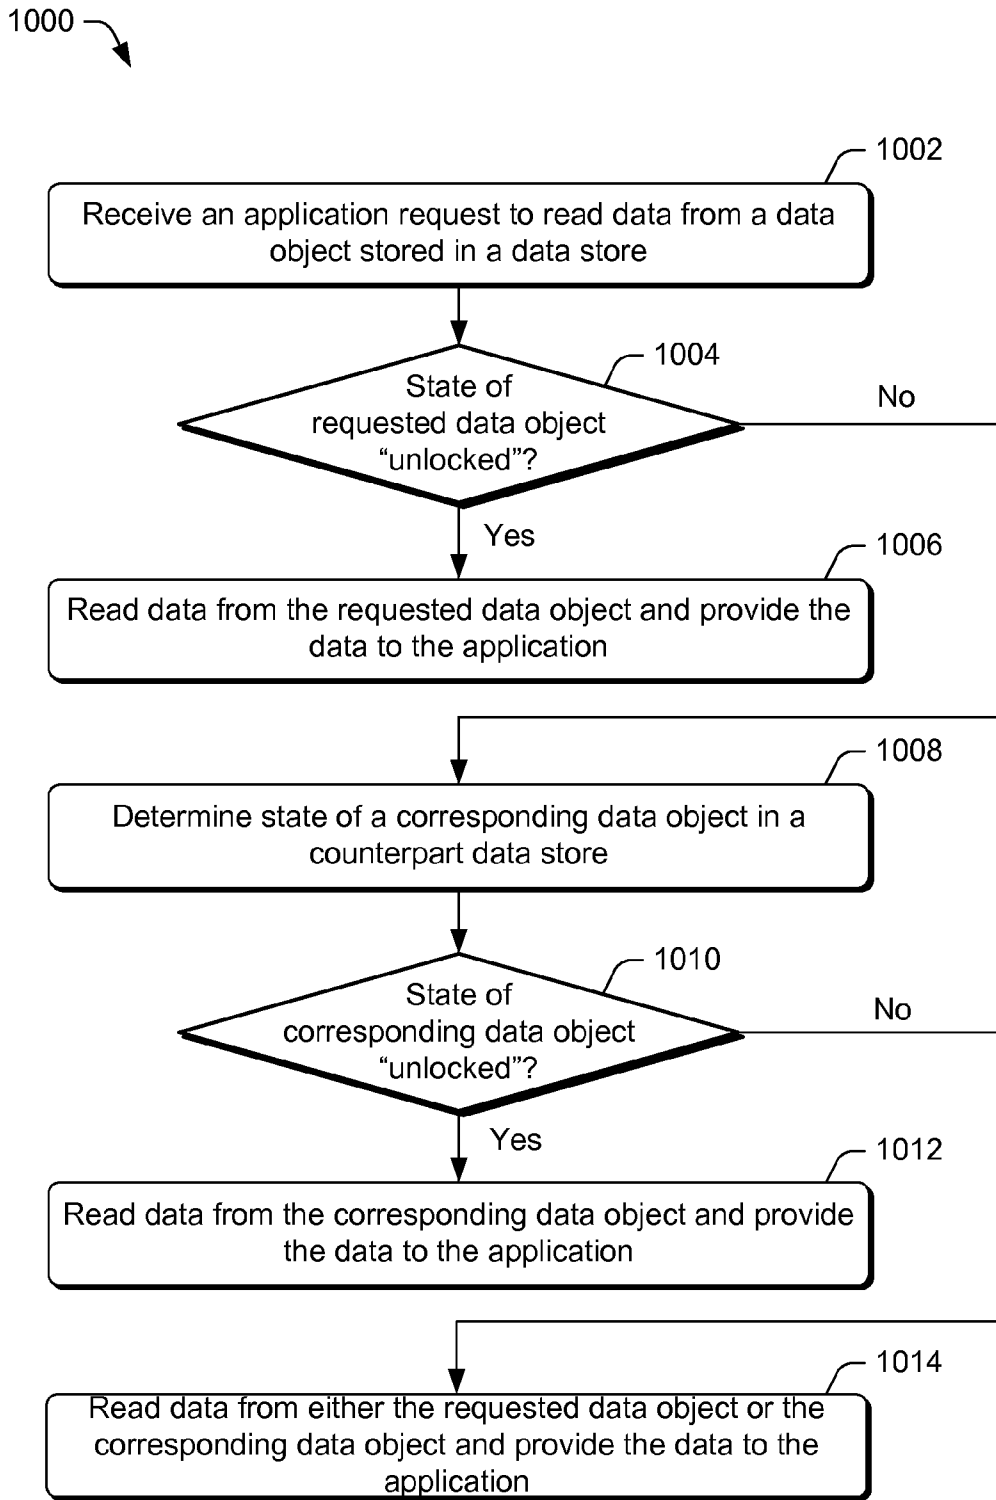 1000
1002
Receive an application request to read data from a data
object stored in a data store
1004
State of
requested data object
“unlocked”?
No
Yes
1006
Read data from the requested data object and provide the
data to the application
1008
Determine state of a corresponding data object in a
counterpart data store
1010
State of
corresponding data object
“unlocked”?
No
Yes
1012
Read data from the corresponding data object and provide
the data to the application
1014
Read data from either the requested data object or the
corresponding data object and provide the data to the
application